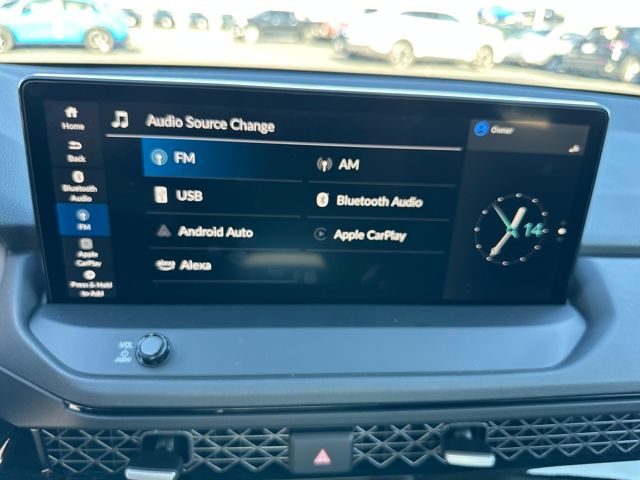 Home
Back
Bluetooth
Audio
FM
Apple
CarPlay
Press & Hold
to Add
Audio Source Change
FM
AM
USB
Bluetooth Audio
Android Auto
Apple CarPlay
alexa Alexa
Owner
14
VOL
AUDIO